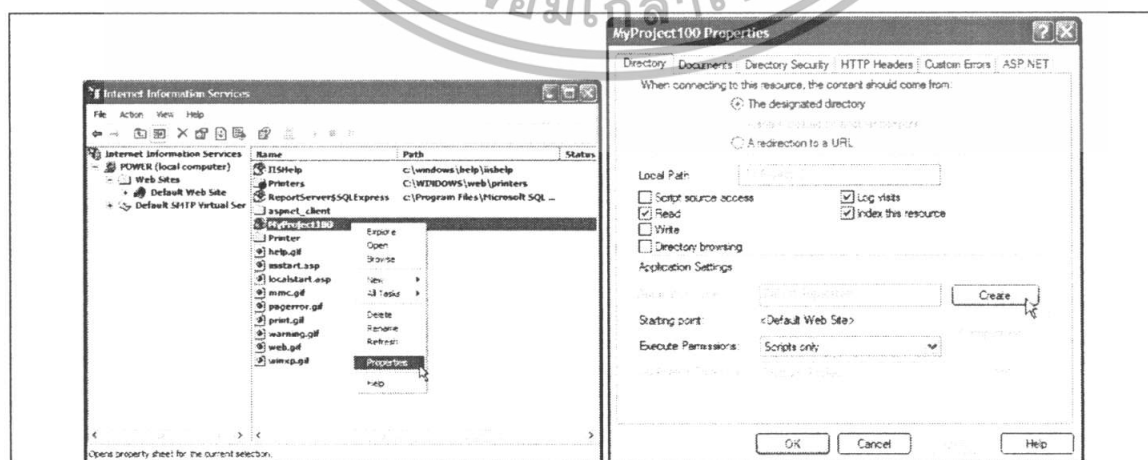 Internet Information Services
File Action View Help
Internet Information Services
POWER (local computer)
Web Sites
Default Web Site
Default SMTP Virtual Ser
Name Path Status
IISHelp c:\windows\help\iishelp
Printers C:\WINDOWS\web\printers
ReportServer$SQLExpress c:\Program Files\Microsoft SQL ...
aspnet_client
MyProject100
Printer
help.gif
iisstart.asp
localstart.asp
mmc.gif
pagerror.gif
print.gif
warning.gif
web.gif
winxp.gif
Explore
Open
Browse
New
All Tasks
Delete
Rename
Refresh
Properties
Help
Opens property sheet for the current selection.
MyProject100 Properties
Directory Documents Directory Security HTTP Headers Custom Errors ASP.NET
When connecting to this resource, the content should come from:
The designated directory
A redirection to a URL
Local Path:
Script source access
Read
Write
Directory browsing
Log visits
Index this resource
Application Settings
Create
Starting point: <Default Web Site>
Execute Permissions: Scripts only
OK Cancel Help